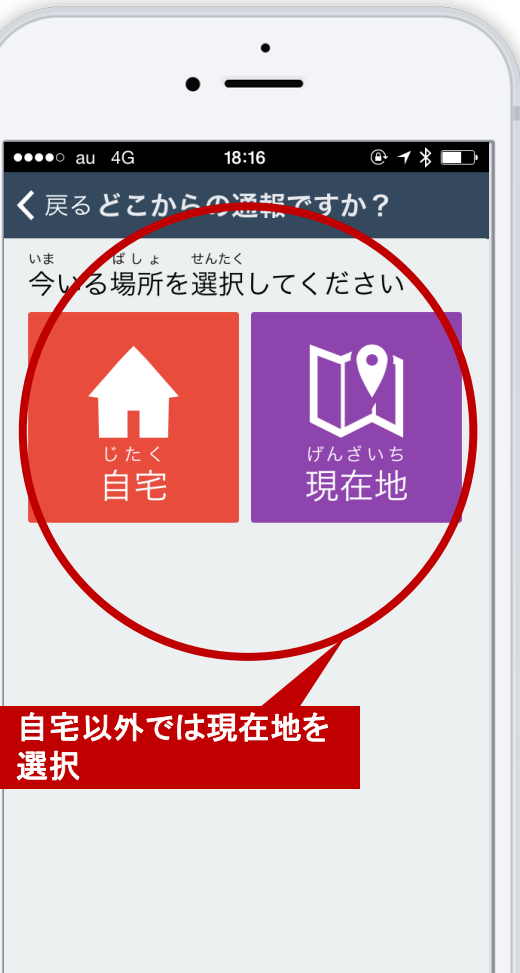 au 4G 18:16
戻る どこからの通報ですか？
いま ばしょ せんたく
今いる場所を選択してください
じたく げんざいち
自宅 現在地
自宅以外では現在地を
選択